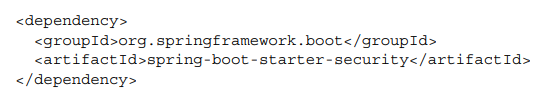 <dependency>
  <groupId>org.springframework.boot</groupId>
  <artifactId>spring-boot-starter-security</artifactId>
</dependency>